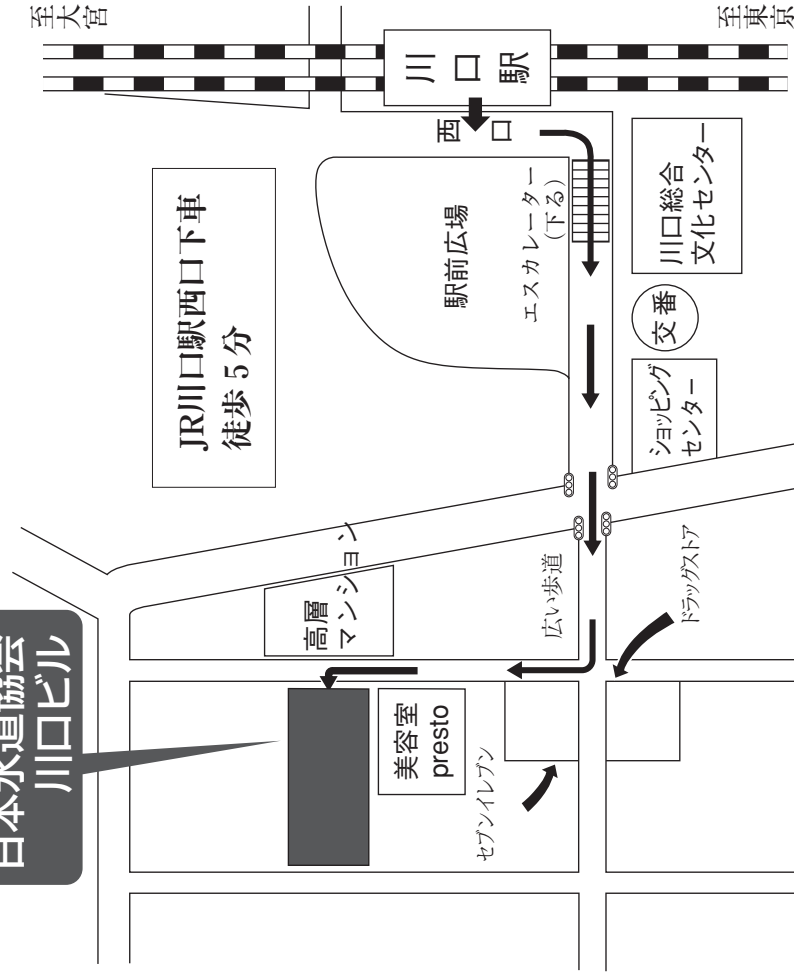 至大宮
至東京
川口駅
西口
JR川口駅西口下車
徒歩 5 分
駅前広場
エスカレーター
(下る)
川口総合
文化センター
交番
ショッピング
センター
高層
マンション
広い歩道
ドラッグストア
日本水道協会
川口ビル
美容室
presto
セブンイレブン